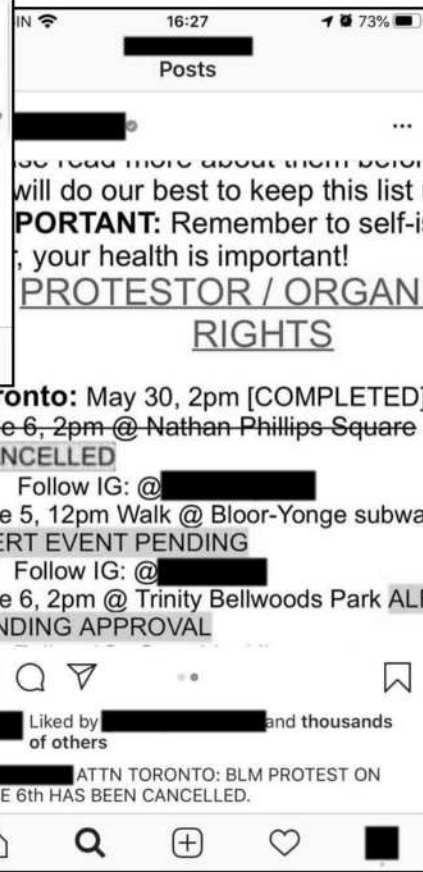 IN 16:27 73%
Posts
will do our best to keep this list
PORTANT: Remember to self-is
, your health is important!
PROTESTOR / ORGAN
RIGHTS
onto: May 30, 2pm [COMPLETED]
e 6, 2pm @ Nathan Phillips Square
NCELLED
Follow IG: @
e 5, 12pm Walk @ Bloor-Yonge subwa
ERT EVENT PENDING
Follow IG: @
e 6, 2pm @ Trinity Bellwoods Park ALE
NDING APPROVAL
Liked by and thousands
of others
ATTN TORONTO: BLM PROTEST ON
E 6th HAS BEEN CANCELLED.